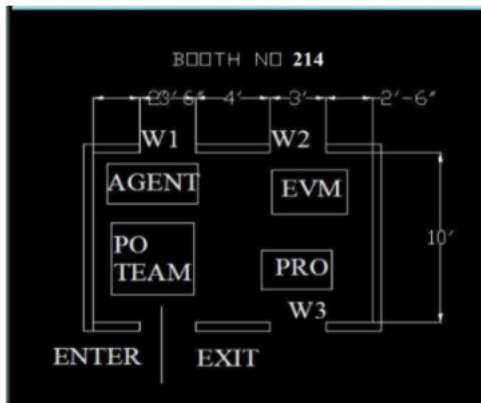 BOOTH NO 214
4' 3' 2'-6"
W1 W2
AGENT
EVM
10'
PO
TEAM
PRO
W3
ENTER EXIT